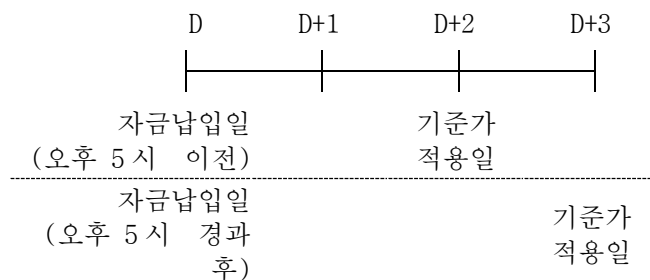 D D+1 D+2 D+3
자금납입일 기준가
(오후 5시 이전) 적용일
자금납입일
(오후 5시 경과 기준가
후) 적용일